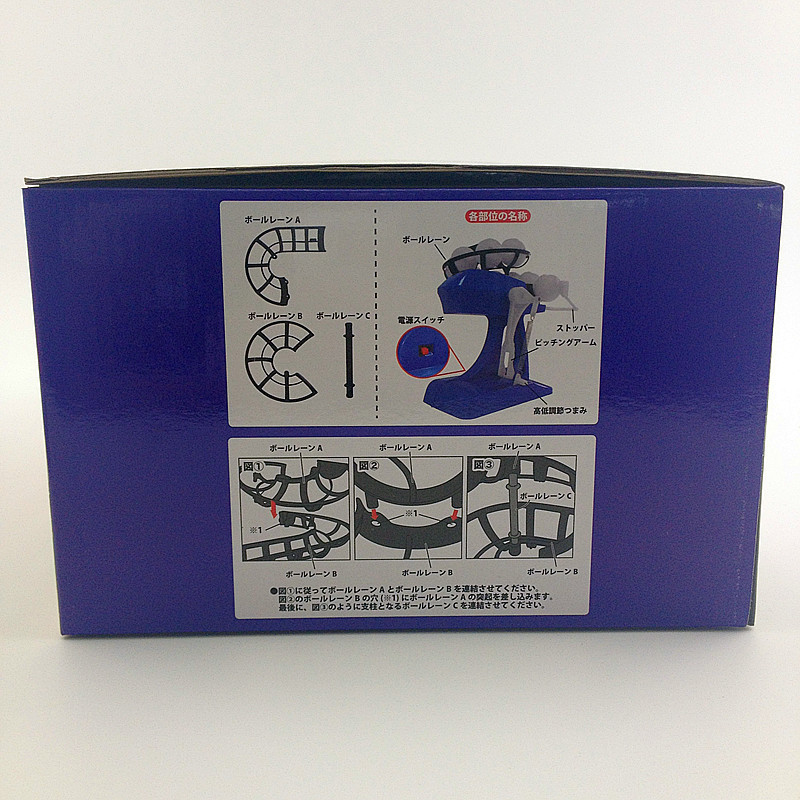 ボールレーン A
各部位の名称
ボールレーン
ボールレーン B
ボールレーン C
電源スイッチ
ストッパー
ピッチングアーム
高低調節つまみ
ボールレーン A
ボールレーン A
ボールレーン A
図①
図②
図③
ボールレーン C
※1
※1
ボールレーン B
ボールレーン B
ボールレーン B
●図①に従ってボールレーン A とボールレーン B を連結させてください。
図②のボールレーン B の穴 (※1) にボールレーン A の突起を差し込みます。
最後に、図③のように支柱となるボールレーン C を連結させてください。